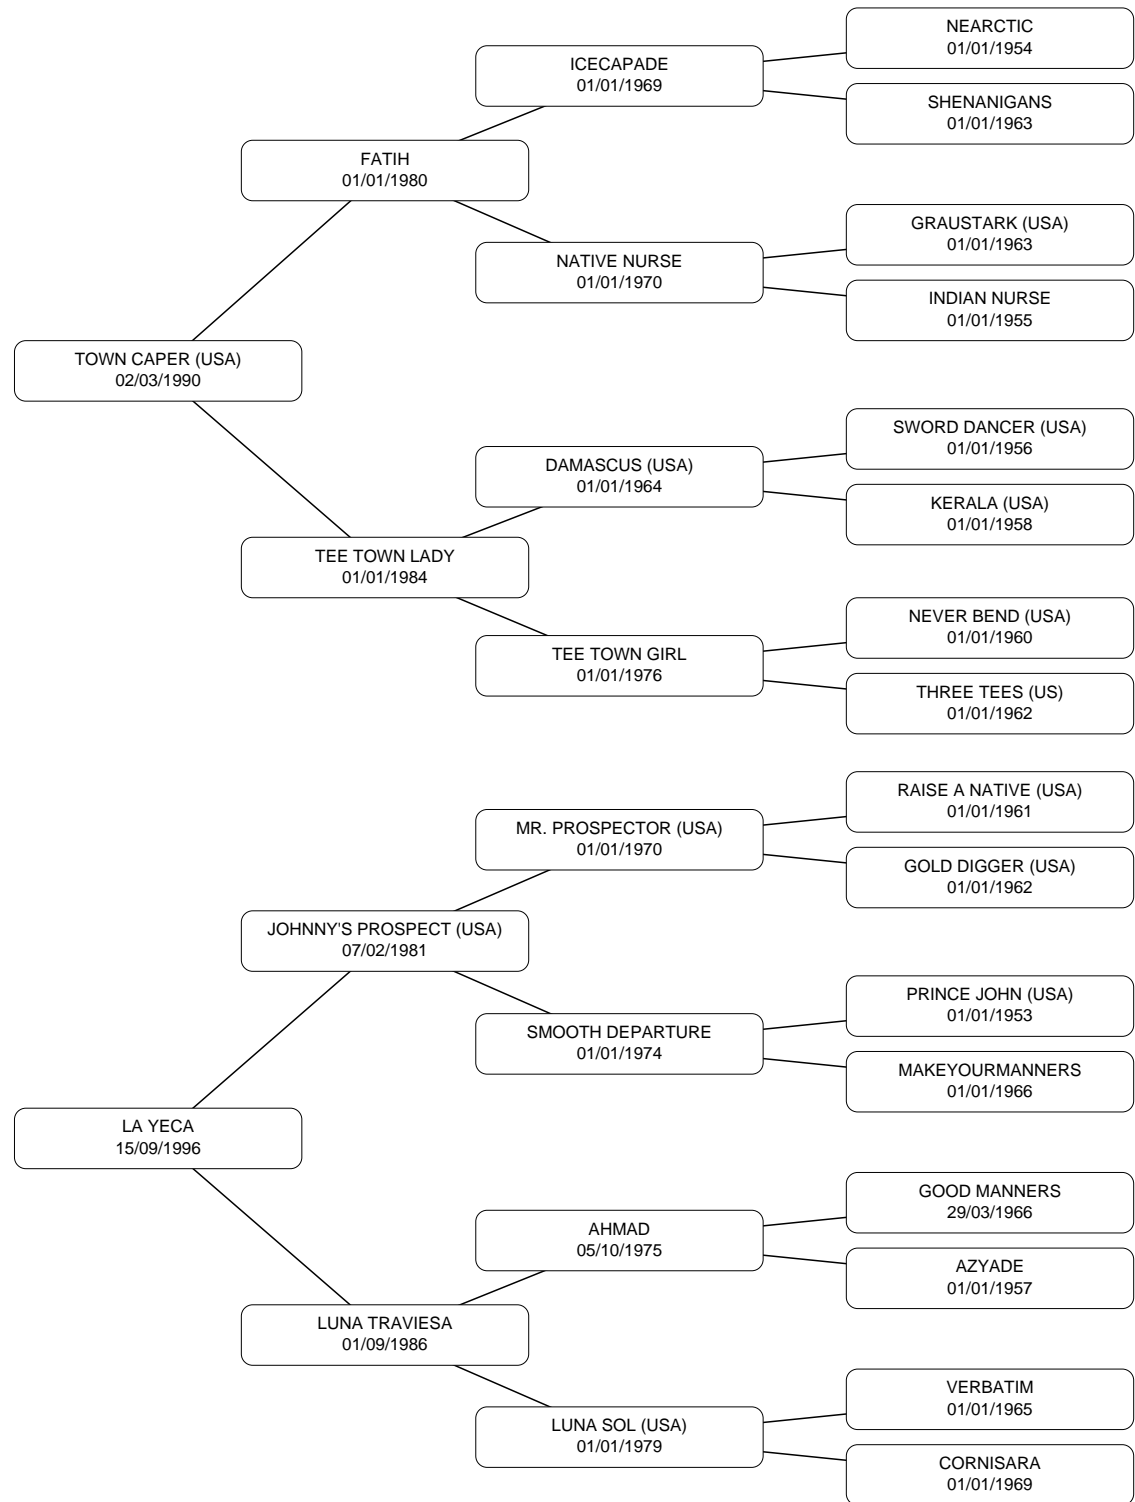 NEARCTIC
01/01/1954
ICECAPADE
01/01/1969
SHENANIGANS
01/01/1963
FATIH
01/01/1980
GRAUSTARK (USA)
01/01/1963
NATIVE NURSE
01/01/1970
INDIAN NURSE
01/01/1955
TOWN CAPER (USA)
02/03/1990
SWORD DANCER (USA)
01/01/1956
DAMASCUS (USA)
01/01/1964
KERALA (USA)
01/01/1958
TEE TOWN LADY
01/01/1984
NEVER BEND (USA)
01/01/1960
TEE TOWN GIRL
01/01/1976
THREE TEES (US)
01/01/1962
RAISE A NATIVE (USA)
01/01/1961
MR. PROSPECTOR (USA)
01/01/1970
GOLD DIGGER (USA)
01/01/1962
JOHNNY'S PROSPECT (USA)
07/02/1981
PRINCE JOHN (USA)
01/01/1953
SMOOTH DEPARTURE
01/01/1974
MAKEYOURMANNERS
01/01/1966
LA YECA
15/09/1996
GOOD MANNERS
29/03/1966
AHMAD
05/10/1975
AZYADE
01/01/1957
LUNA TRAVIESA
01/09/1986
VERBATIM
01/01/1965
LUNA SOL (USA)
01/01/1979
CORNISARA
01/01/1969